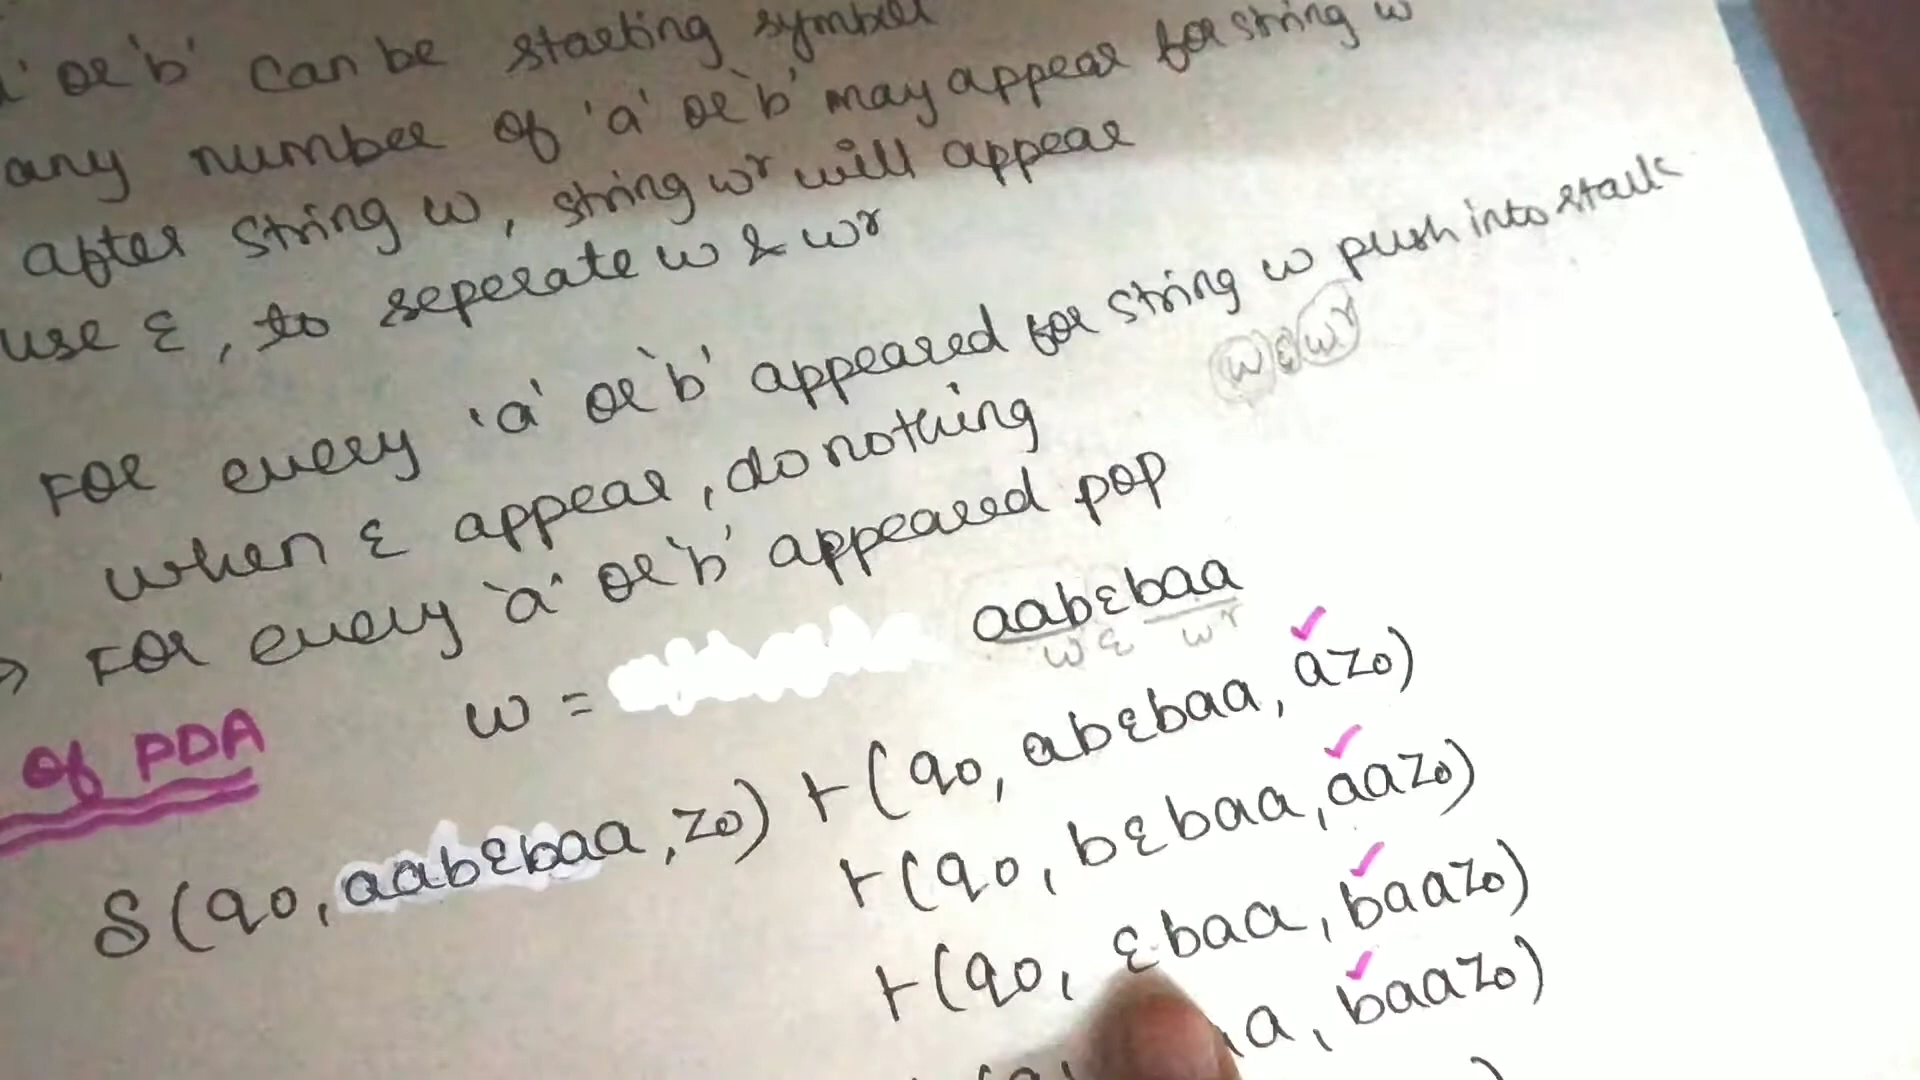 'a' or 'b' can be starting symbol
any number of 'a' or 'b' may appear for string w
after string w, string wʳ will appear
use ε, to seperate w & wʳ
For every 'a' or 'b' appeared for string w push into stack
w ε wʳ
when ε appear, do nothing
→ For every 'a' or 'b' appeared pop
w = aabεbaa
w ε wʳ
of PDA
δ(q0, aabεbaa, z0) ⊢ (q0, abεbaa, az0)
⊢ (q0, bεbaa, aaz0)
⊢ (q0, εbaa, baaz0)
a, baaz0)